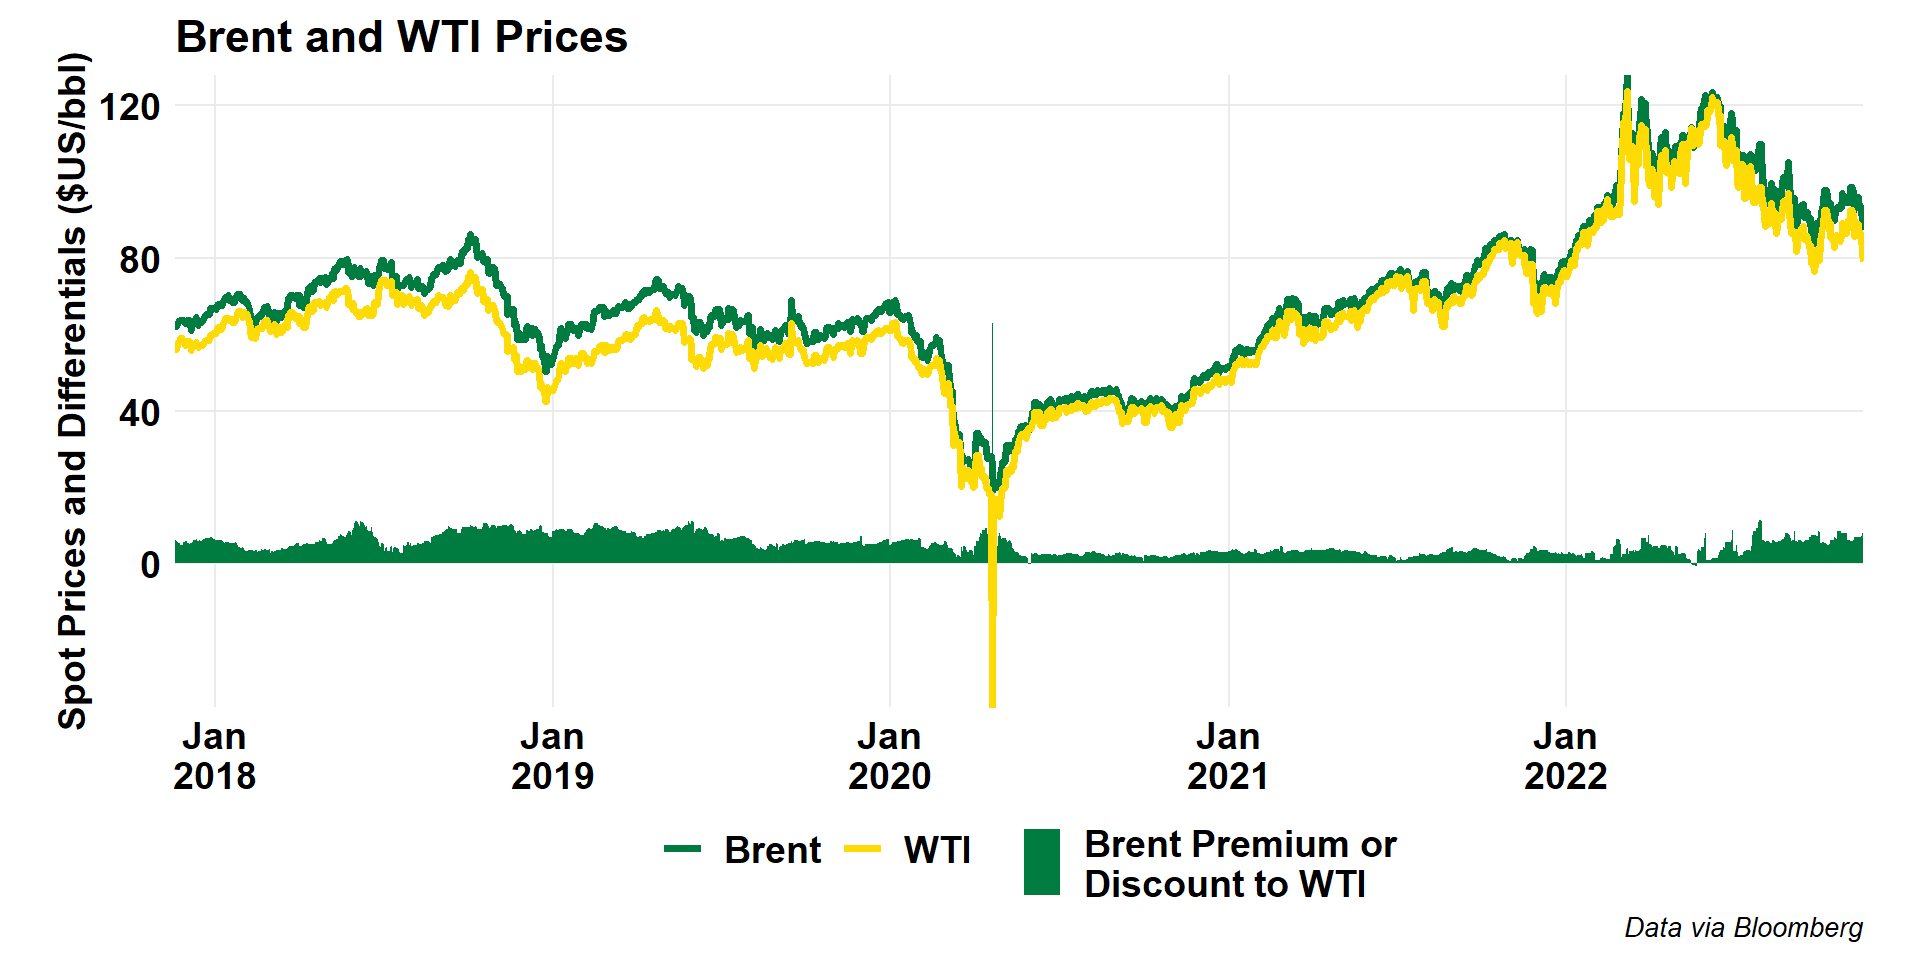 Brent and WTI Prices
Spot Prices and Differentials ($US/bbl)
120
80
40
0
Jan
2018
Jan
2019
Jan
2020
Jan
2021
Jan
2022
Brent
WTI
Brent Premium or
Discount to WTI
Data via Bloomberg